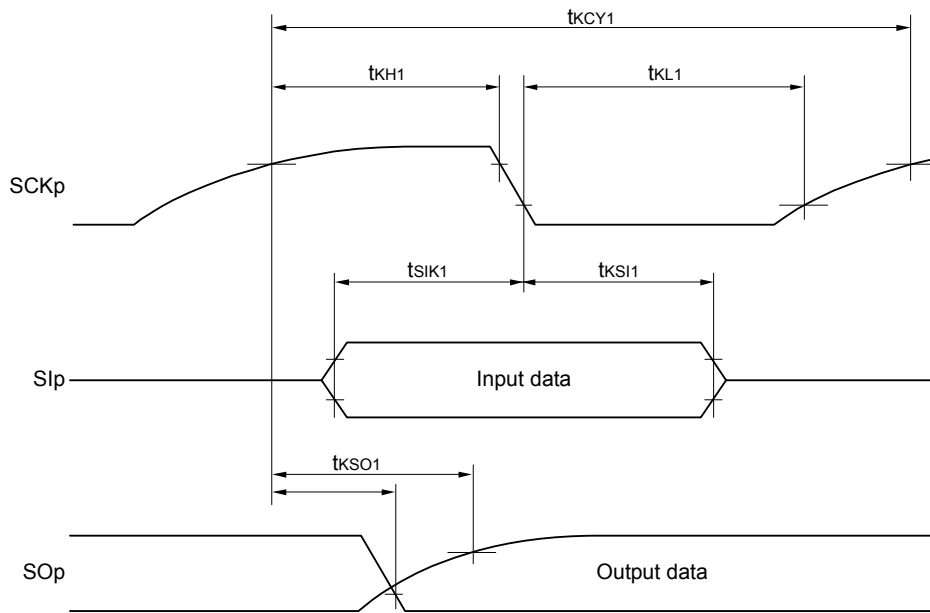 tKCY1
tKH1
tKL1
SCKp
tSIK1
tKSI1
SIp
Input data
tKSO1
SOp
Output data